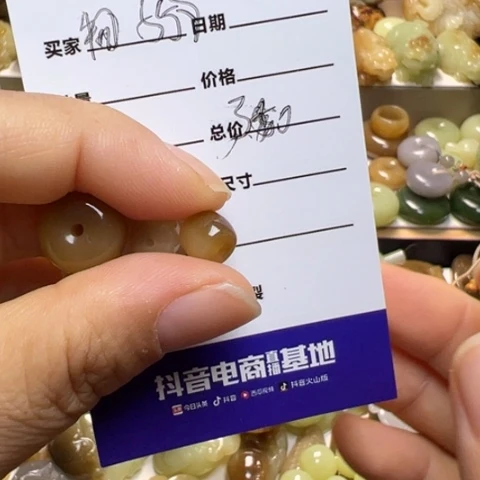 买家 日期
价格
总价
尺寸
裂
抖音电商直播基地
今日头条 抖音 西瓜视频 抖音火山版